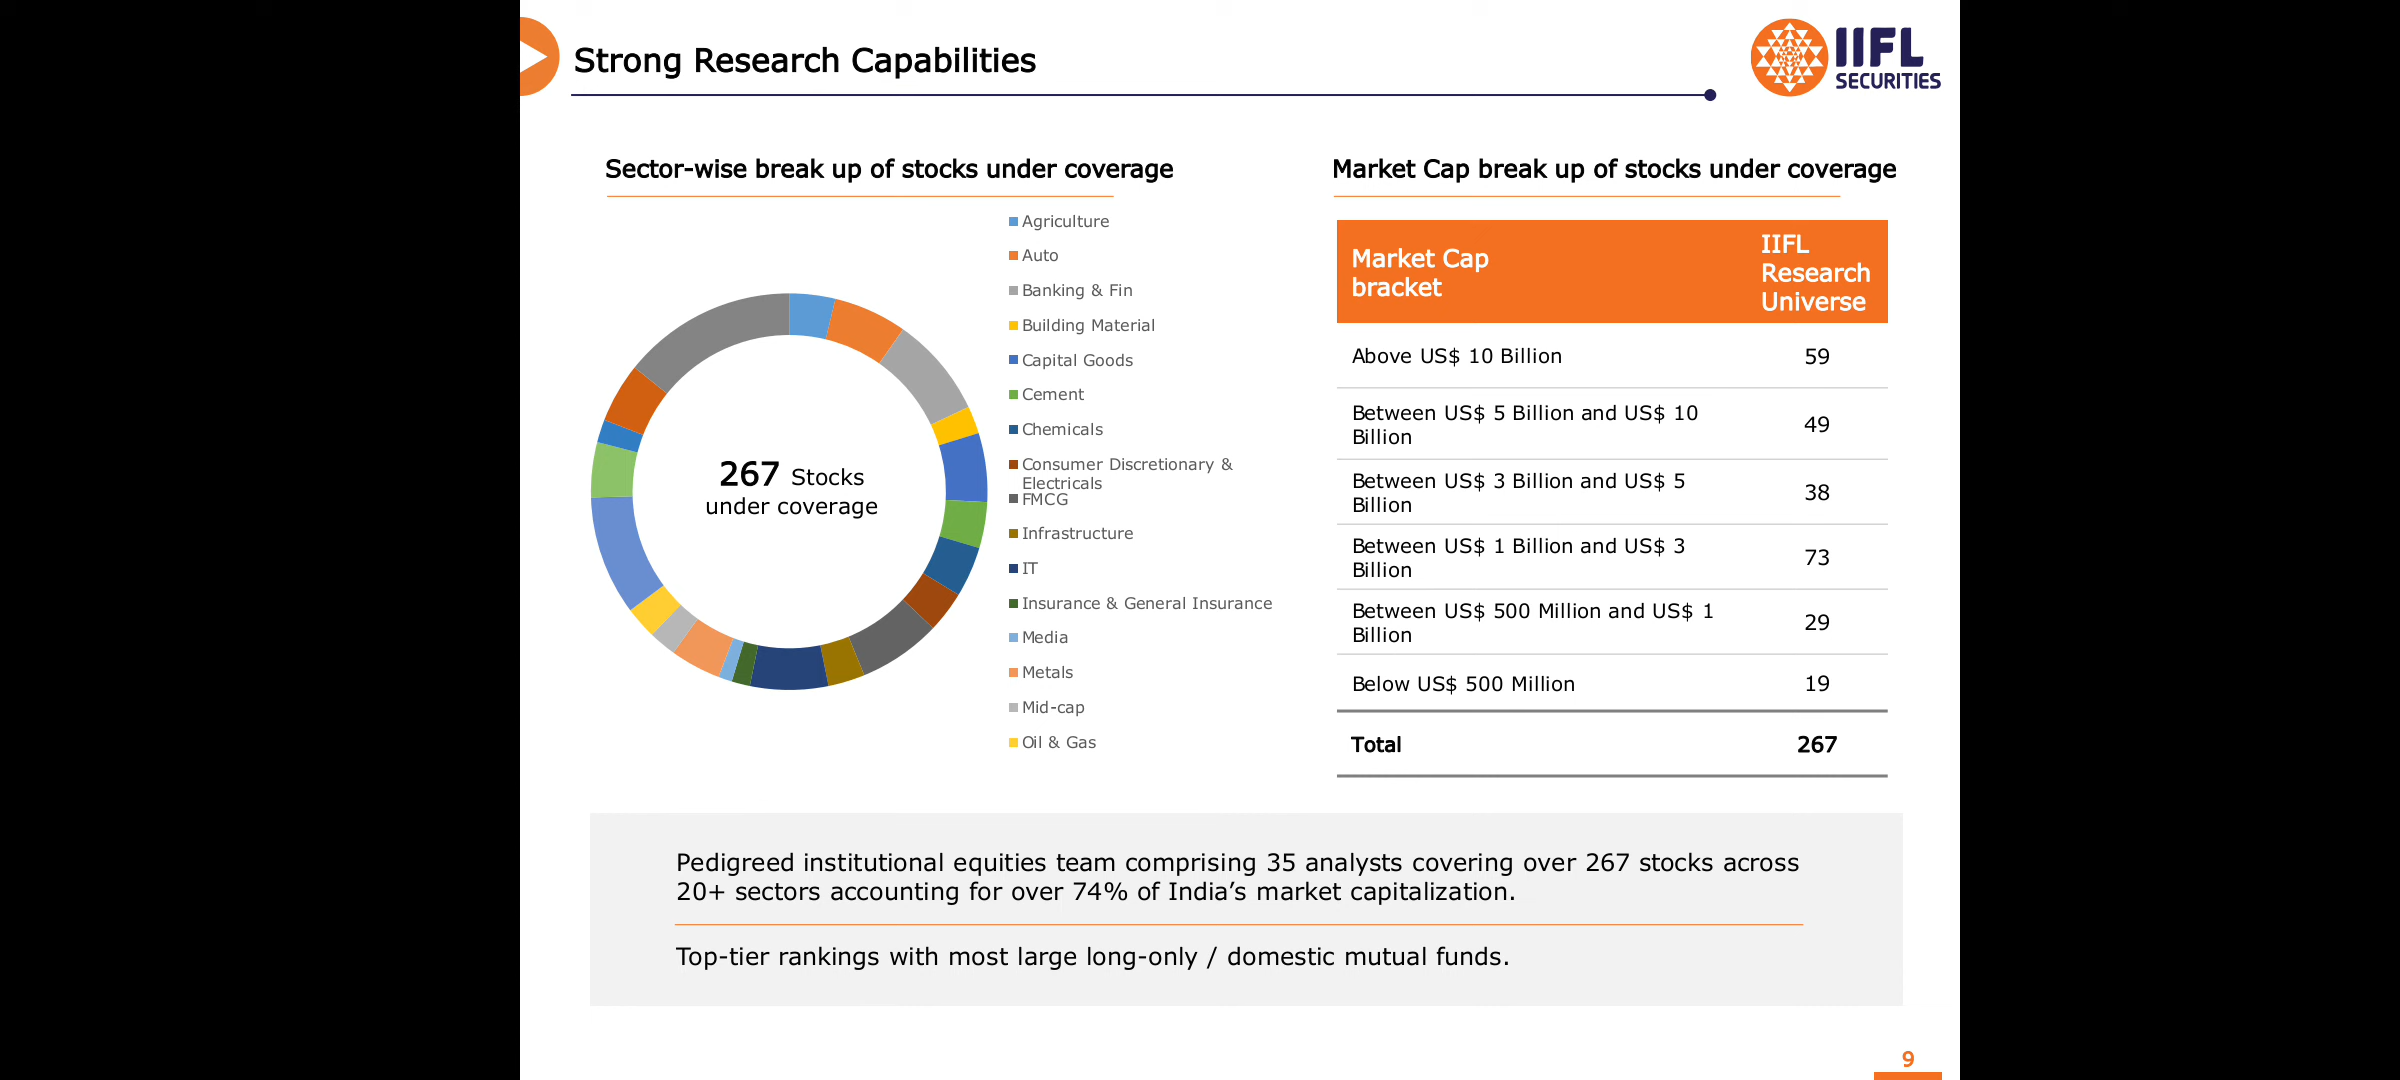 Strong Research Capabilities
IIFL
SECURITIES
Sector-wise break up of stocks under coverage
Agriculture
Auto
Banking & Fin
Building Material
Capital Goods
Cement
Chemicals
Consumer Discretionary &
Electricals
FMCG
Infrastructure
IT
Insurance & General Insurance
Media
Metals
Mid-cap
Oil & Gas
267 Stocks
under coverage
Market Cap break up of stocks under coverage
Market Cap
bracket
IIFL
Research
Universe
Above US$ 10 Billion
59
Between US$ 5 Billion and US$ 10
Billion
49
Between US$ 3 Billion and US$ 5
Billion
38
Between US$ 1 Billion and US$ 3
Billion
73
Between US$ 500 Million and US$ 1
Billion
29
Below US$ 500 Million
19
Total
267
Pedigreed institutional equities team comprising 35 analysts covering over 267 stocks across
20+ sectors accounting for over 74% of India’s market capitalization.
Top-tier rankings with most large long-only / domestic mutual funds.
9